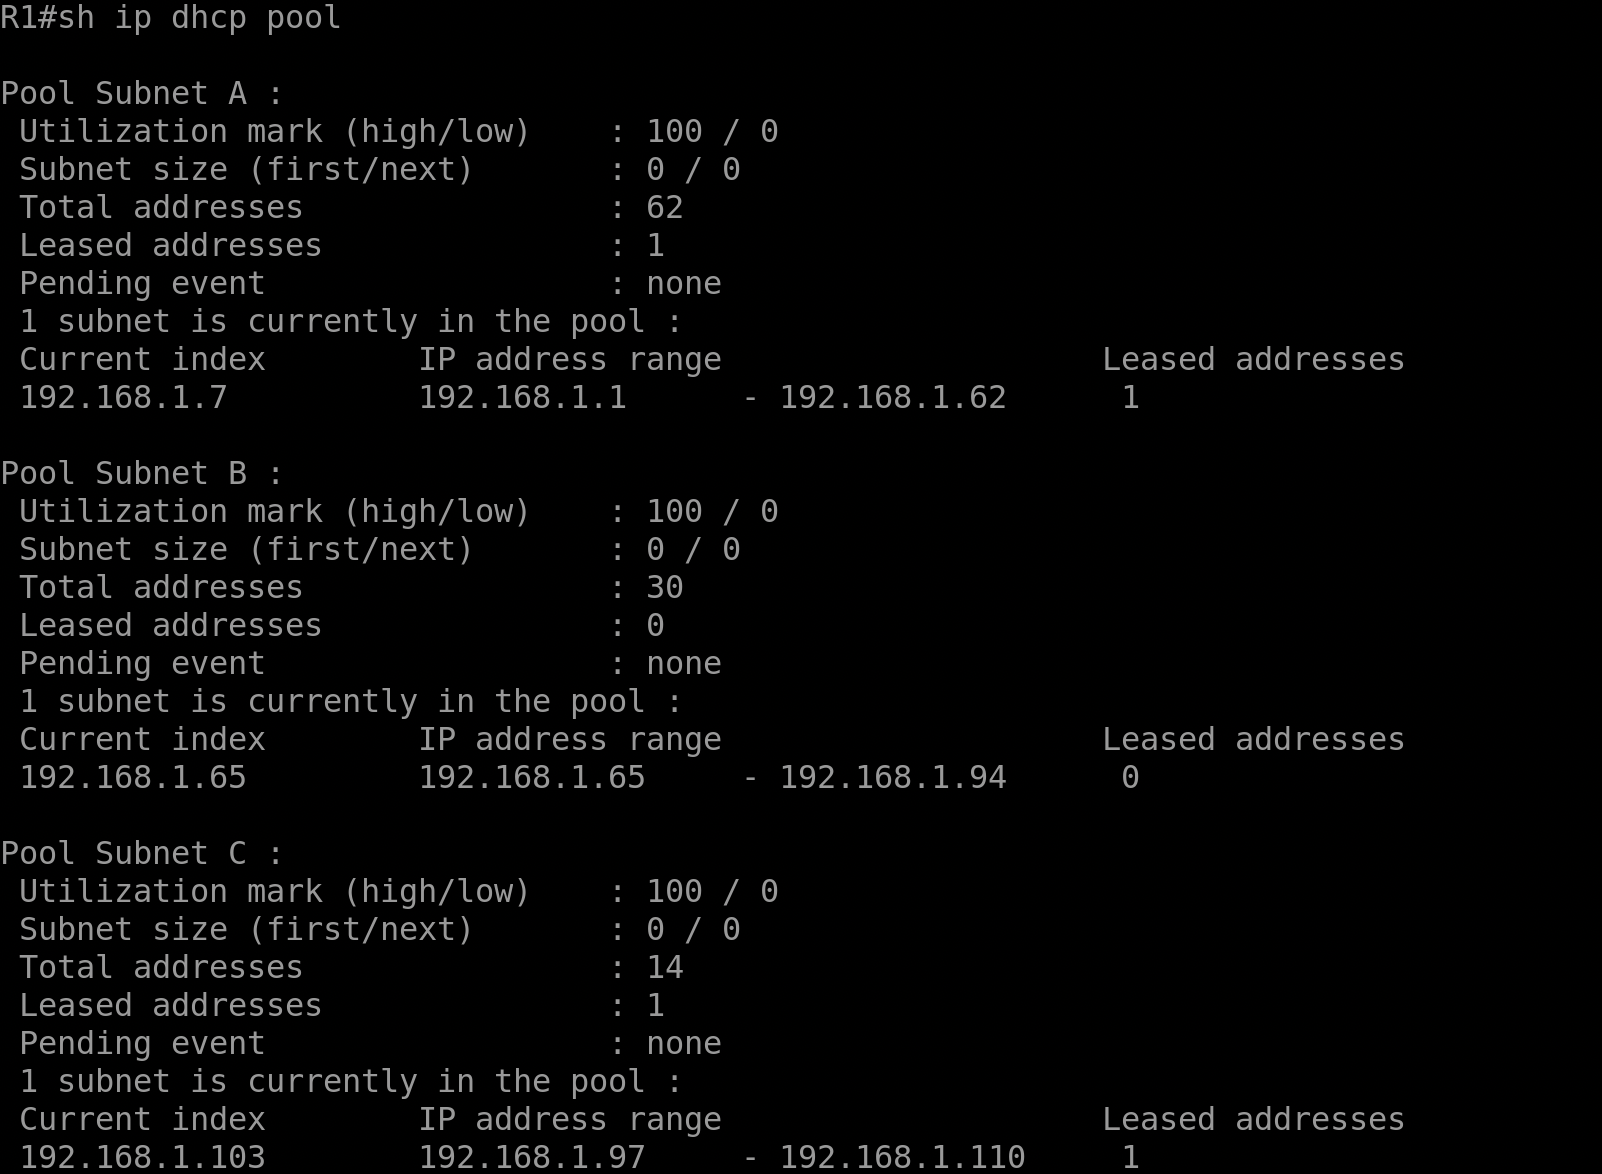 R1#sh ip dhcp pool

Pool Subnet A :
 Utilization mark (high/low)    : 100 / 0
 Subnet size (first/next)       : 0 / 0
 Total addresses                : 62
 Leased addresses               : 1
 Pending event                  : none
 1 subnet is currently in the pool :
 Current index        IP address range                    Leased addresses
 192.168.1.7          192.168.1.1      - 192.168.1.62      1

Pool Subnet B :
 Utilization mark (high/low)    : 100 / 0
 Subnet size (first/next)       : 0 / 0
 Total addresses                : 30
 Leased addresses               : 0
 Pending event                  : none
 1 subnet is currently in the pool :
 Current index        IP address range                    Leased addresses
 192.168.1.65         192.168.1.65     - 192.168.1.94      0

Pool Subnet C :
 Utilization mark (high/low)    : 100 / 0
 Subnet size (first/next)       : 0 / 0
 Total addresses                : 14
 Leased addresses               : 1
 Pending event                  : none
 1 subnet is currently in the pool :
 Current index        IP address range                    Leased addresses
 192.168.1.103        192.168.1.97     - 192.168.1.110     1